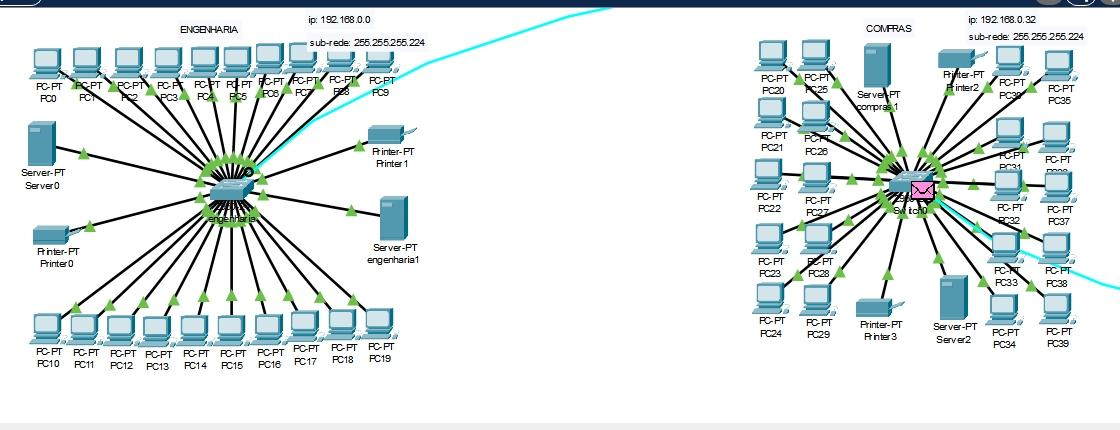 ENGENHARIA
ip: 192.168.0.0
sub-rede: 255.255.255.224
PC-PT
PC0
PC-PT
PC1
PC-PT
PC2
PC-PT
PC3
PC-PT
PC4
PC-PT
PC5
PC-PT
PC6
PC-PT
PC7
PC-PT
PC8
PC-PT
PC9
Server-PT
Server0
Printer-PT
Printer1
engenharia
Printer-PT
Printer0
Server-PT
engenharia1
PC-PT
PC10
PC-PT
PC11
PC-PT
PC12
PC-PT
PC13
PC-PT
PC14
PC-PT
PC15
PC-PT
PC16
PC-PT
PC17
PC-PT
PC18
PC-PT
PC19
COMPRAS
ip: 192.168.0.32
sub-rede: 255.255.255.224
PC-PT
PC20
PC-PT
PC25
Server-PT
compras 1
Printer-PT
Printer2
PC-PT
PC30
PC-PT
PC35
PC-PT
PC21
PC-PT
PC26
PC-PT
PC31
PC-PT
PC-PT
PC22
PC-PT
PC27
Switch0
PC-PT
PC32
PC-PT
PC37
PC-PT
PC23
PC-PT
PC28
PC-PT
PC33
PC-PT
PC38
PC-PT
PC24
PC-PT
PC29
Printer-PT
Printer3
Server-PT
Server2
PC-PT
PC34
PC-PT
PC39